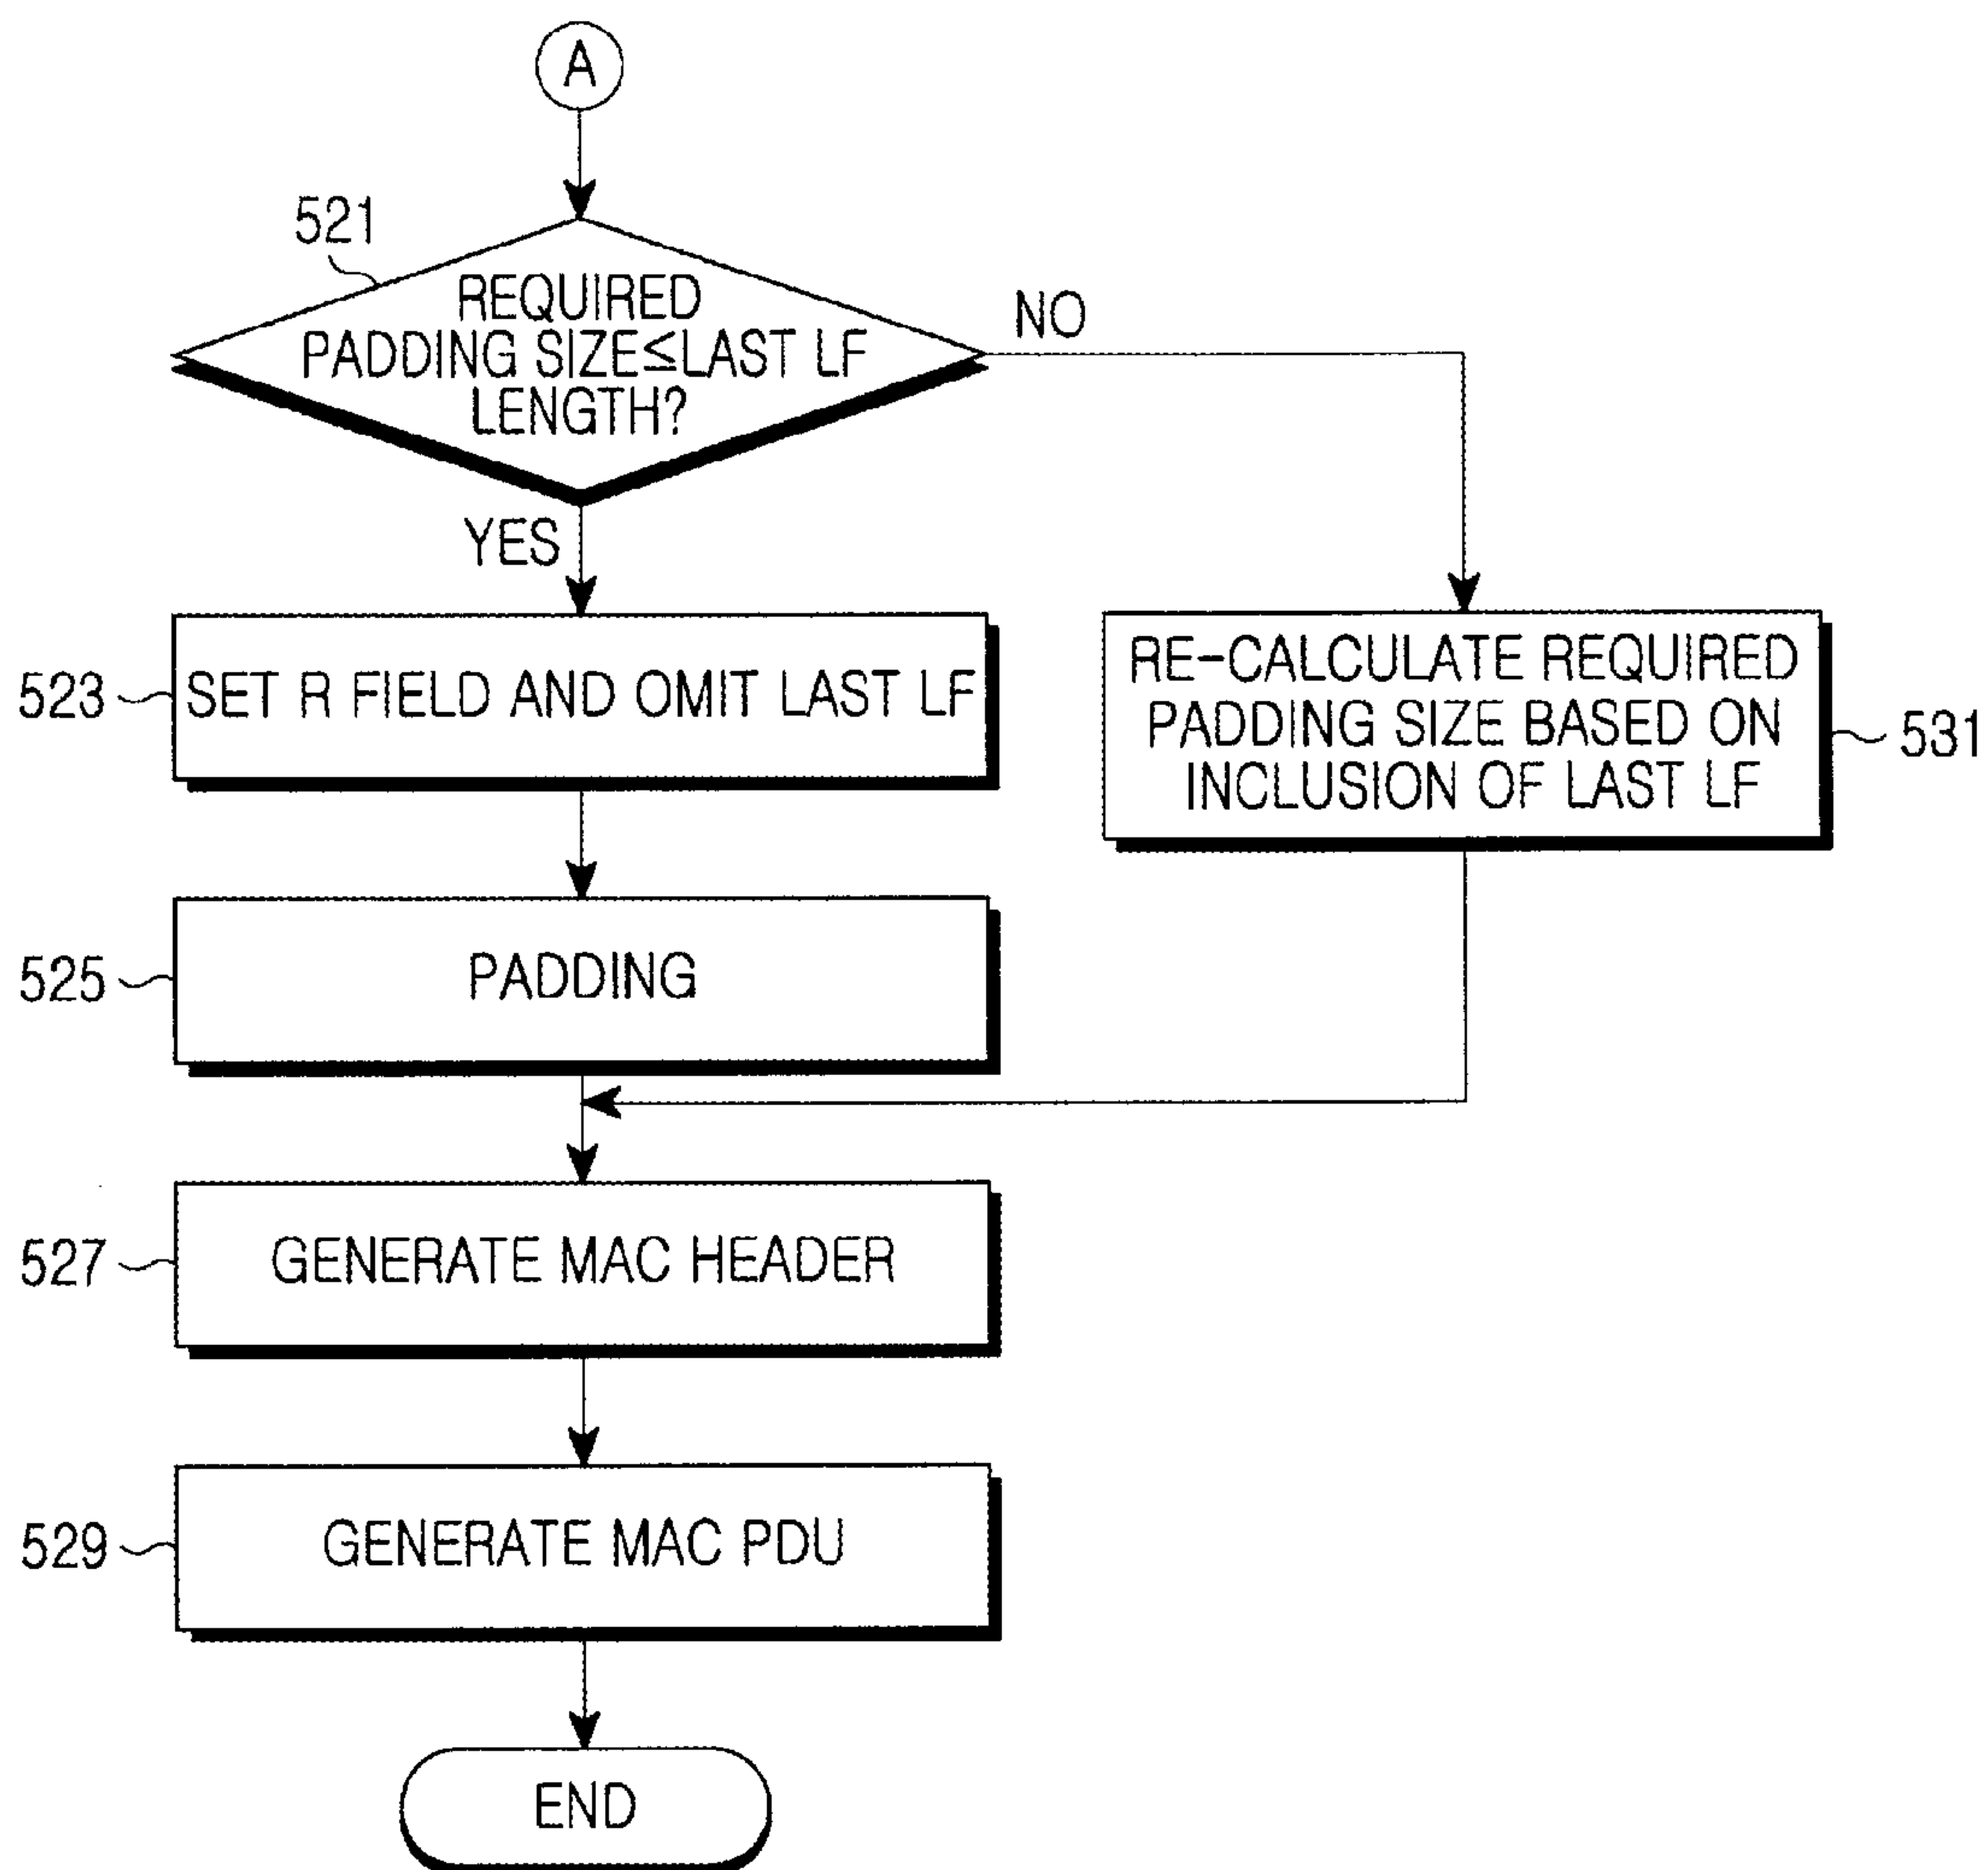 A
521
REQUIRED
PADDING SIZE≤LAST LF
LENGTH?
NO
YES
523
SET R FIELD AND OMIT LAST LF
RE-CALCULATE REQUIRED
PADDING SIZE BASED ON
INCLUSION OF LAST LF
531
525
PADDING
527
GENERATE MAC HEADER
529
GENERATE MAC PDU
END